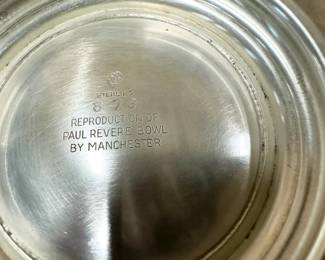 STERLING
REPRODUCTION OF
PAUL REVERE BOWL
BY MANCHESTER